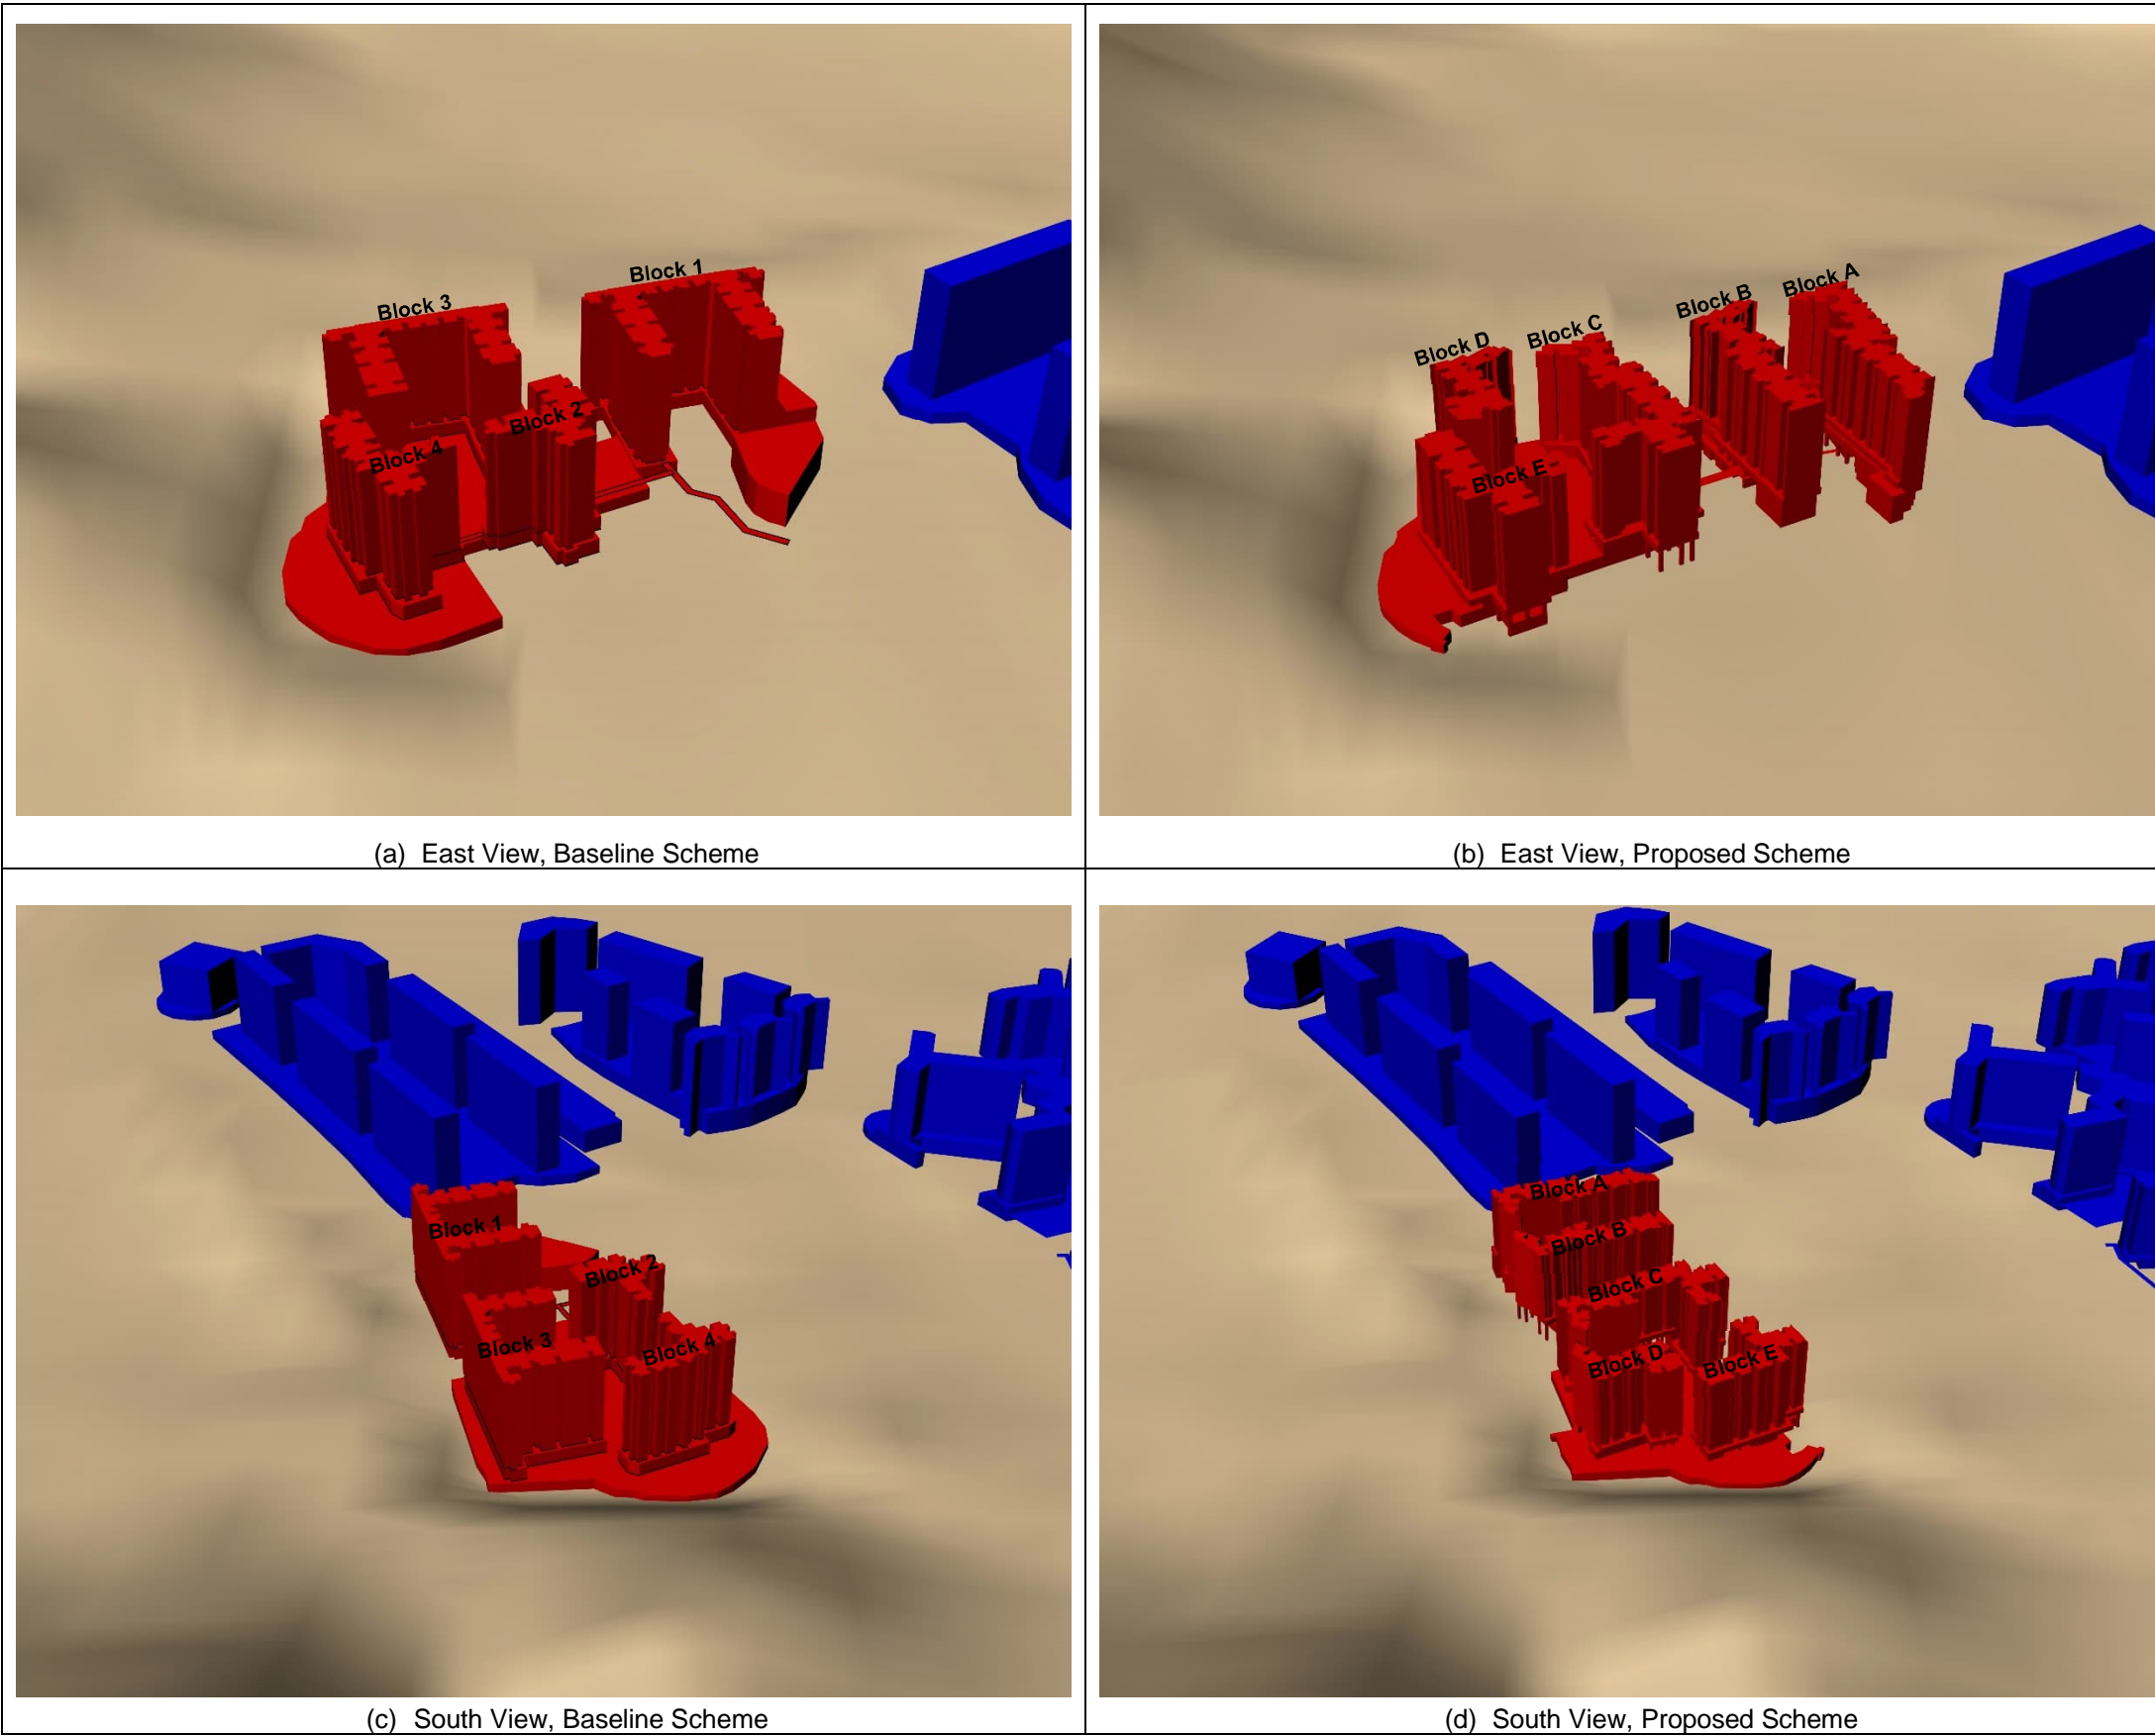 Block 1
Block 3
Block 2
Block 4
Block A
Block B
Block C
Block D
Block E
(a) East View, Baseline Scheme
(b) East View, Proposed Scheme
Block 1
Block 2
Block 3
Block 4
Block A
Block B
Block C
Block D
Block E
(c) South View, Baseline Scheme
(d) South View, Proposed Scheme